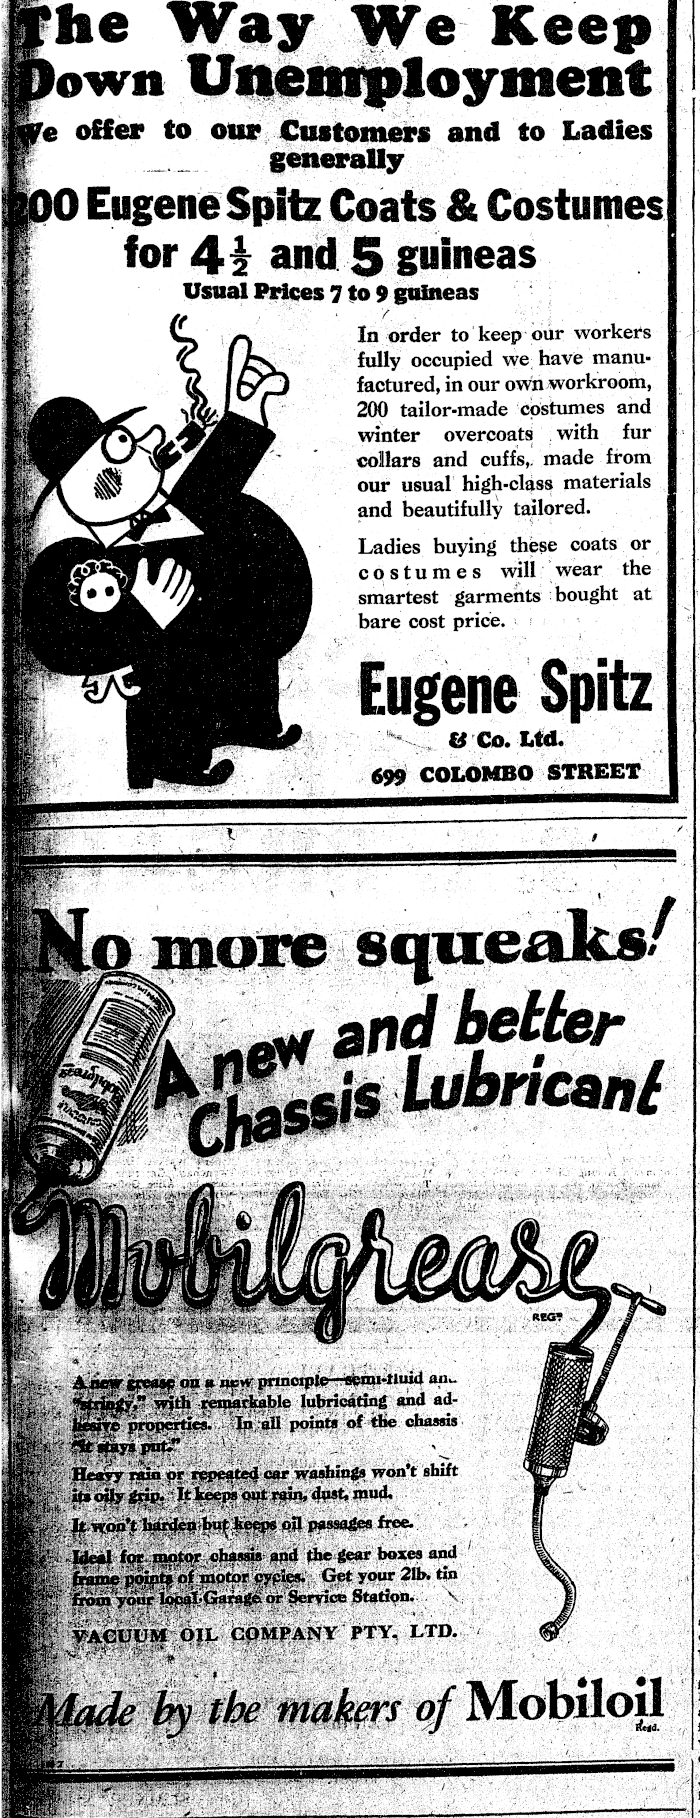 The Way We Keep
Down Unemployment
We offer to our Customers and to Ladies
generally
200 Eugene Spitz Coats & Costumes
for 4½ and 5 guineas
Usual Prices 7 to 9 guineas
In order to keep our workers
fully occupied we have manu-
factured, in our own workroom,
200 tailor-made costumes and
winter overcoats with fur
collars and cuffs, made from
our usual high-class materials
and beautifully tailored.
Ladies buying these coats or
costumes will wear the
smartest garments bought at
bare cost price.
Eugene Spitz
& Co. Ltd.
699 COLOMBO STREET
No more squeaks!
A new and better
Chassis Lubricant
Mobilgrease
REGD
A new grease on a new principle—semi-fluid an
"stringy," with remarkable lubricating and ad-
hesive properties. In all points of the chassis
"it stays put."
Heavy rain or repeated car washings won't shift
its oily grip. It keeps out rain, dust, mud.
It won't harden but keeps oil passages free.
Ideal for motor chassis and the gear boxes and
frame points of motor cycles. Get your 2lb. tin
from your local Garage or Service Station.
VACUUM OIL COMPANY PTY. LTD.
Made by the makers of Mobiloil
Regd.